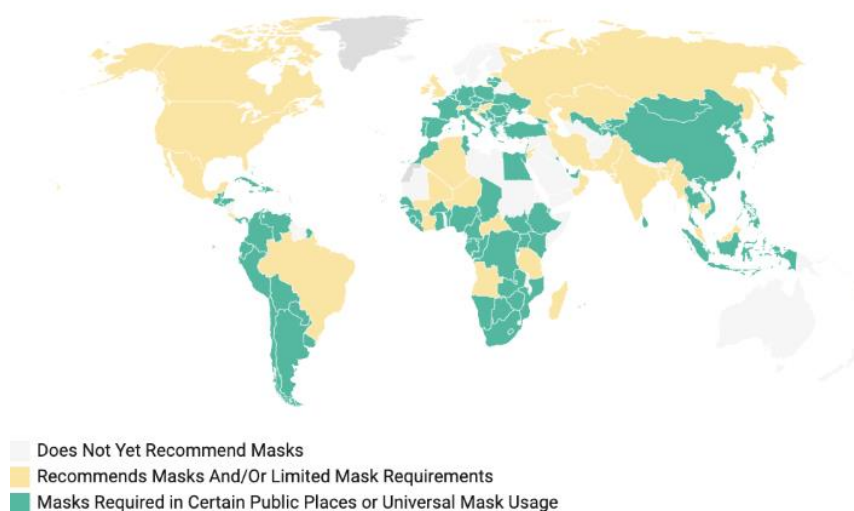 Does Not Yet Recommend Masks
Recommends Masks And/Or Limited Mask Requirements
Masks Required in Certain Public Places or Universal Mask Usage